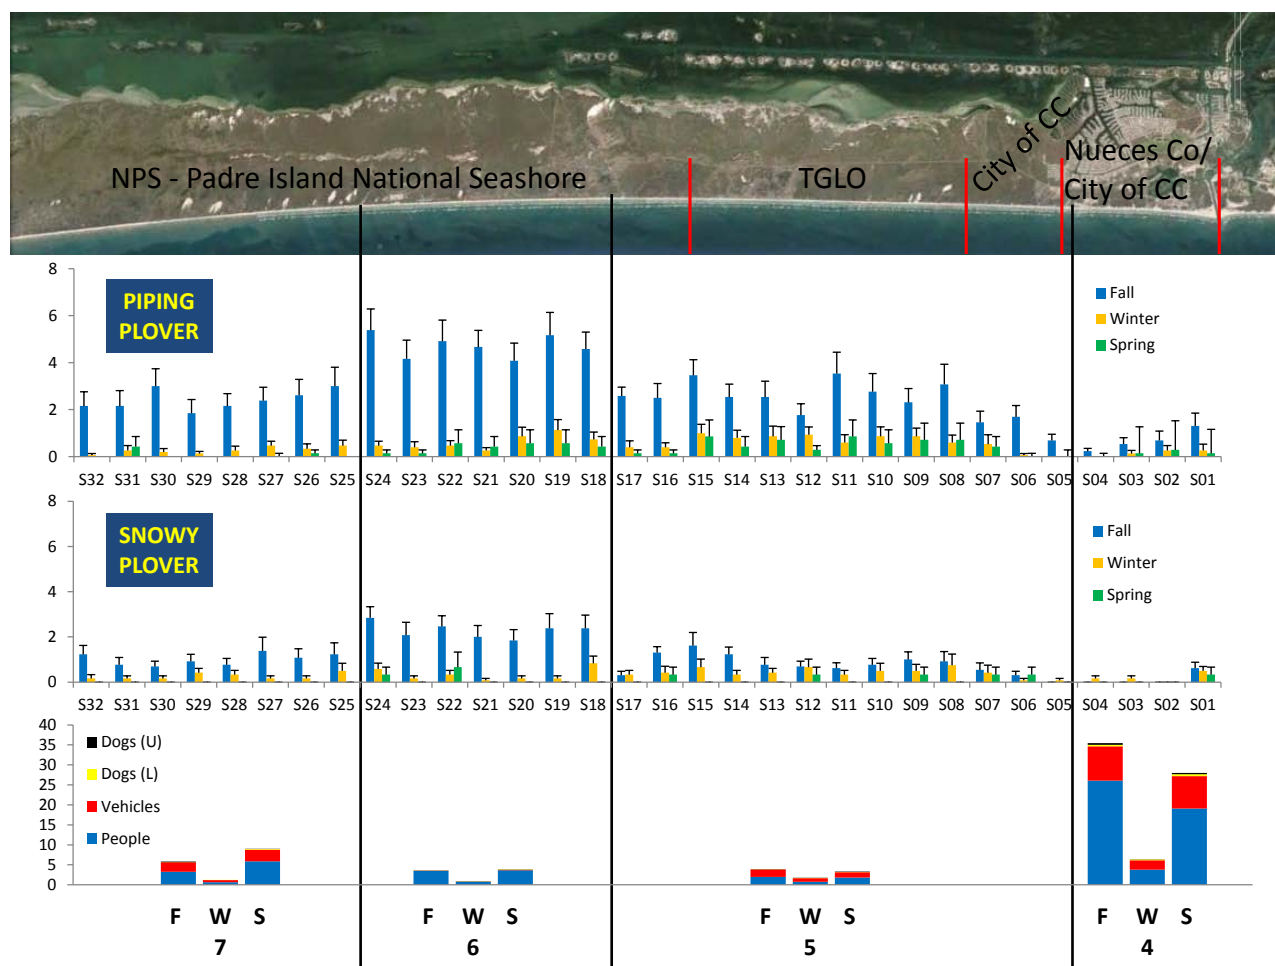 NPS - Padre Island National Seashore
TGLO
City of CC
Nueces Co/
City of CC
8
6
4
2
0
PIPING
PLOVER
Fall
Winter
Spring
S32 S31 S30 S29 S28 S27 S26 S25 S24 S23 S22 S21 S20 S19 S18 S17 S16 S15 S14 S13 S12 S11 S10 S09 S08 S07 S06 S05 S04 S03 S02 S01
8
6
4
2
0
SNOWY
PLOVER
Fall
Winter
Spring
S32 S31 S30 S29 S28 S27 S26 S25 S24 S23 S22 S21 S20 S19 S18 S17 S16 S15 S14 S13 S12 S11 S10 S09 S08 S07 S06 S05 S04 S03 S02 S01
40
35
30
25
20
15
10
5
0
Dogs (U)
Dogs (L)
Vehicles
People
F W S F W S F W S F W S
7 6 5 4